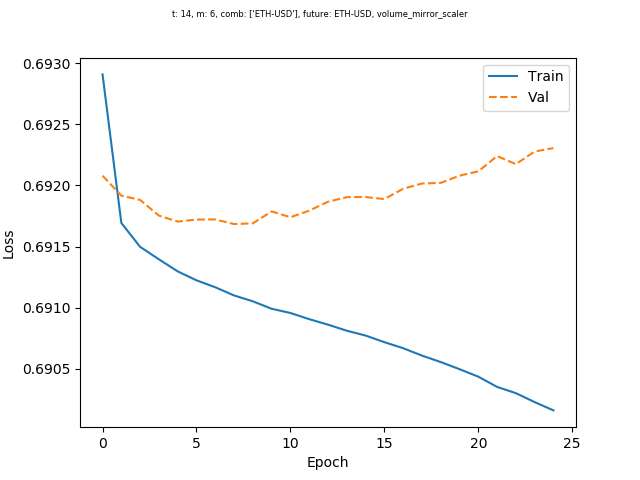 t: 14, m: 6, comb: ['ETH-USD'], future: ETH-USD, volume_mirror_scaler
Train
Val
0.6930
0.6925
0.6920
0.6915
0.6910
0.6905
Loss
0 5 10 15 20 25
Epoch